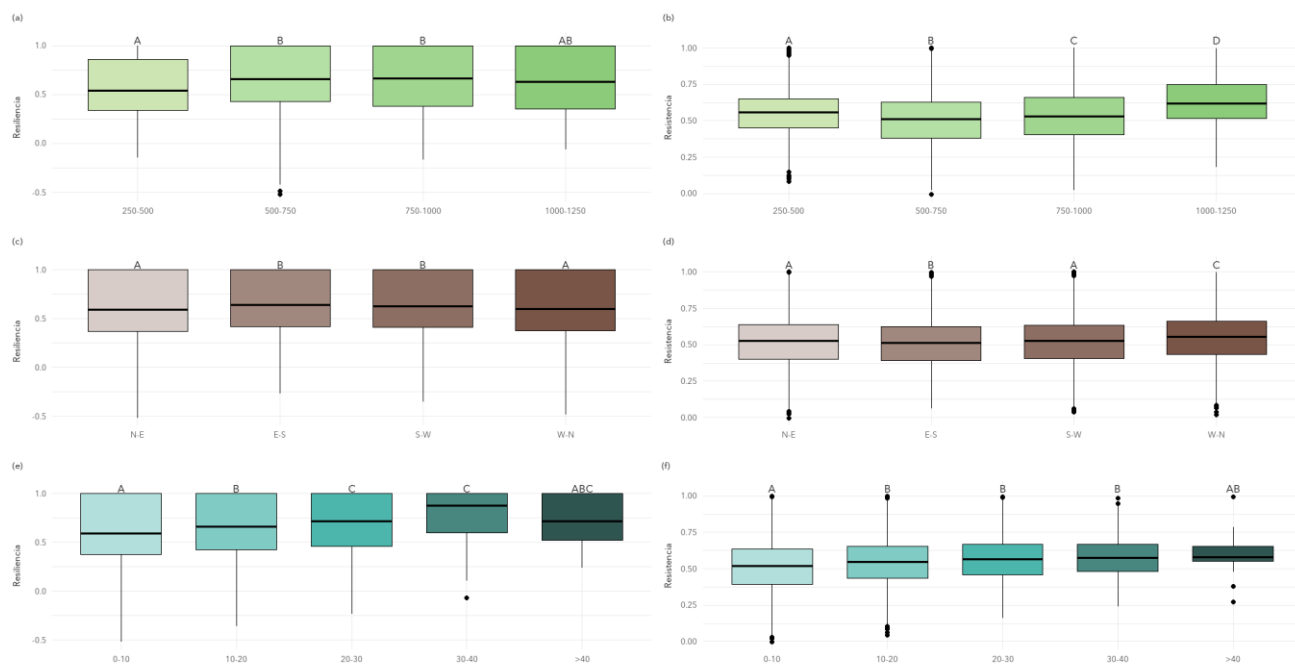 (a)
A B B AB
1.0
0.5
0.0
-0.5
Resiliencia
250-500 500-750 750-1000 1000-1250
(b)
A B C D
1.00
0.75
0.50
0.25
0.00
Resistencia
250-500 500-750 750-1000 1000-1250
(c)
A B B A
1.0
0.5
0.0
-0.5
Resiliencia
N-E E-S S-W W-N
(d)
A B A C
1.00
0.75
0.50
0.25
0.00
Resistencia
N-E E-S S-W W-N
(e)
A B C C ABC
1.0
0.5
0.0
-0.5
Resiliencia
0-10 10-20 20-30 30-40 >40
(f)
A B B B AB
1.00
0.75
0.50
0.25
0.00
Resistencia
0-10 10-20 20-30 30-40 >40